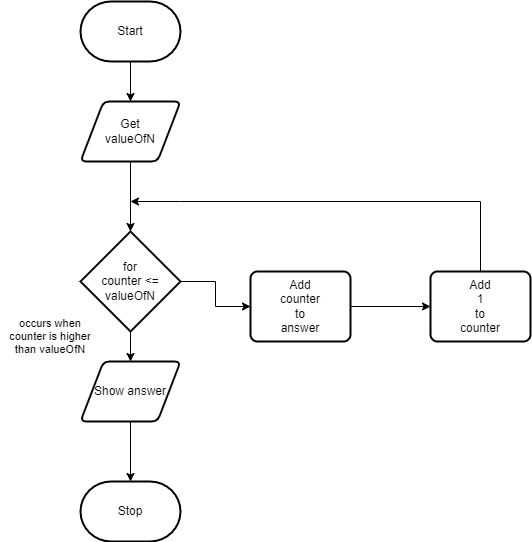 Start
Get
valueOfN
for
counter <=
valueOfN
Add
counter
to
answer
Add
1
to
counter
occurs when
counter is higher
than valueOfN
Show answer
Stop